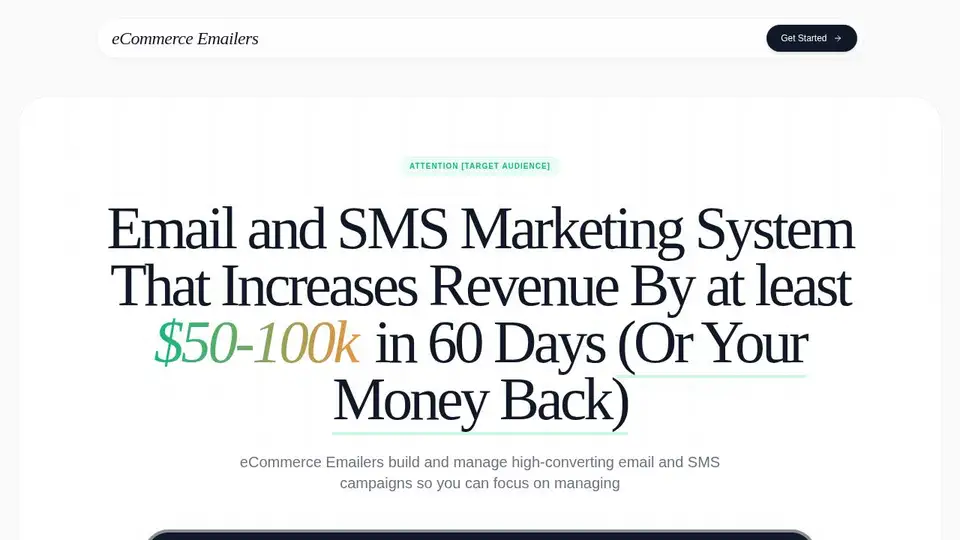 eCommerce Emailers
Get Started →
ATTENTION [TARGET AUDIENCE]
Email and SMS Marketing System
That Increases Revenue By at least
$50-100k in 60 Days (Or Your
Money Back)
eCommerce Emailers build and manage high-converting email and SMS
campaigns so you can focus on managing